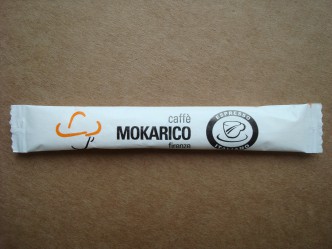 caffè
MOKARICO
firenze
ESPRESSO
ITALIANO